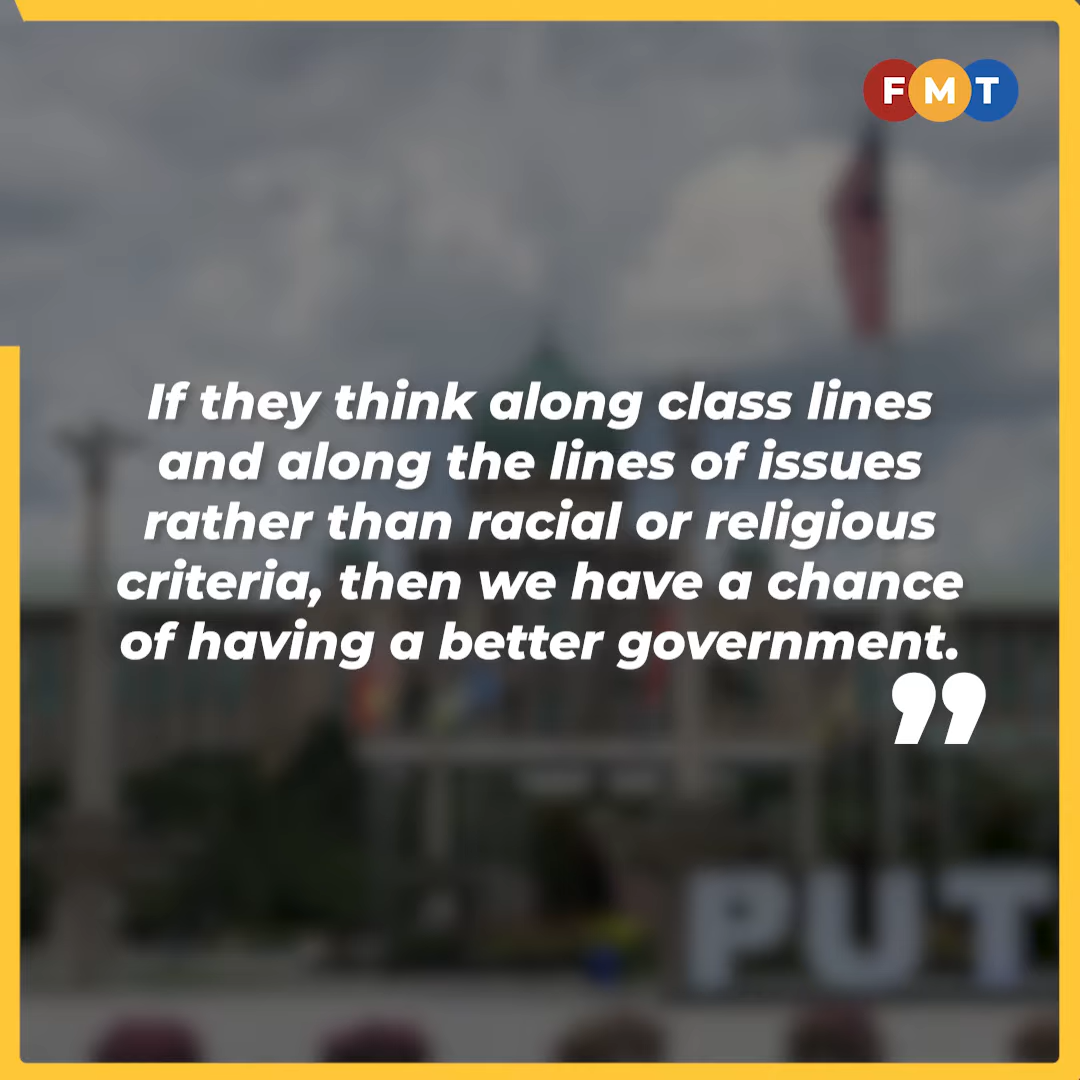 FMT
If they think along class lines
and along the lines of issues
rather than racial or religious
criteria, then we have a chance
of having a better government.
”
PUT